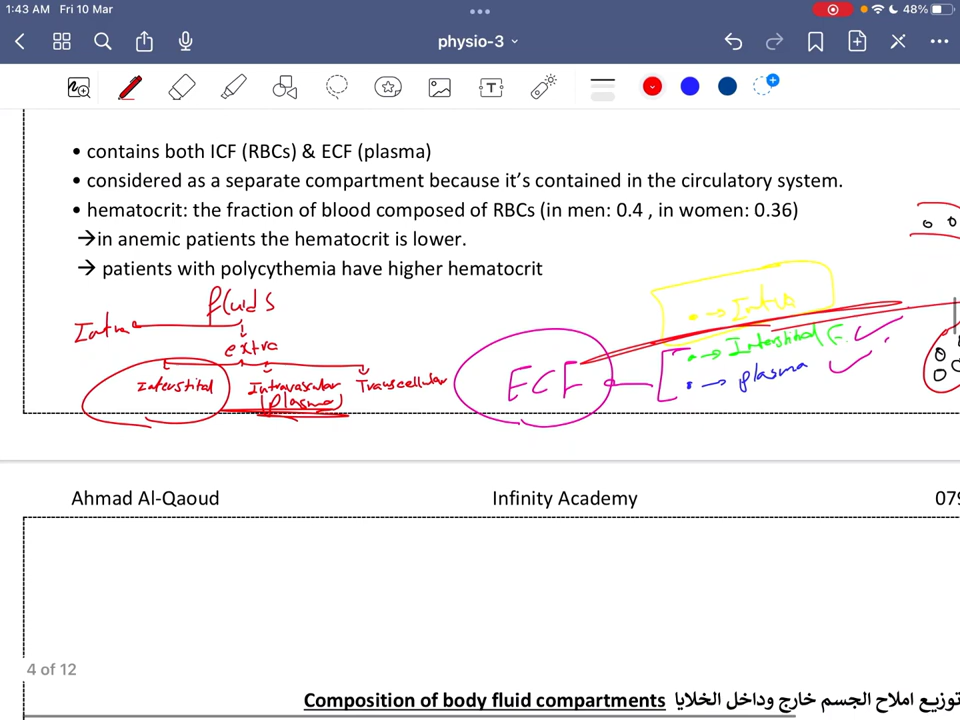 1:43 AM Fri 10 Mar
48%
physio-3
• contains both ICF (RBCs) & ECF (plasma)
• considered as a separate compartment because it's contained in the circulatory system.
• hematocrit: the fraction of blood composed of RBCs (in men: 0.4 , in women: 0.36)
→in anemic patients the hematocrit is lower.
→ patients with polycythemia have higher hematocrit
fluids
Intra
extra
Interstitial Intravascular Transcellular
(plasma)
ECF
• → Intra
• → Interstitial F.
• → plasma
Ahmad Al-Qaoud Infinity Academy 079
4 of 12
Composition of body fluid compartments توزيع املاح الجسم خارج وداخل الخلايا